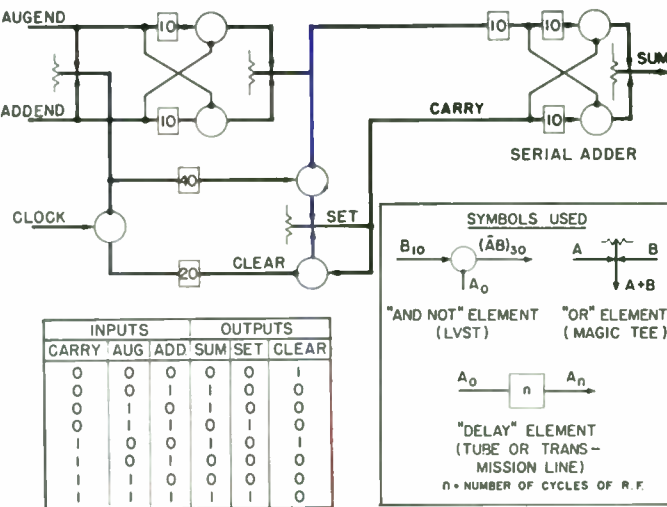 AUGEND
10
10
10
SUM
ADDEND
10
CARRY
10
SERIAL ADDER
40
CLOCK
SET
20
CLEAR
SYMBOLS USED
B10 (ĀB)30
A0
A B
A+B
"AND NOT" ELEMENT
(LVST)
"OR" ELEMENT
(MAGIC TEE)
A0 n An
"DELAY" ELEMENT
(TUBE OR TRANS-
MISSION LINE)
n = NUMBER OF CYCLES OF R.F.
INPUTS OUTPUTS
CARRY AUG ADD SUM SET CLEAR
0 0 0 0 0 1
0 0 1 1 0 0
0 1 0 1 0 0
0 1 1 0 1 0
1 0 0 1 0 1
1 0 1 0 0 0
1 1 0 0 0 0
1 1 1 1 1 0